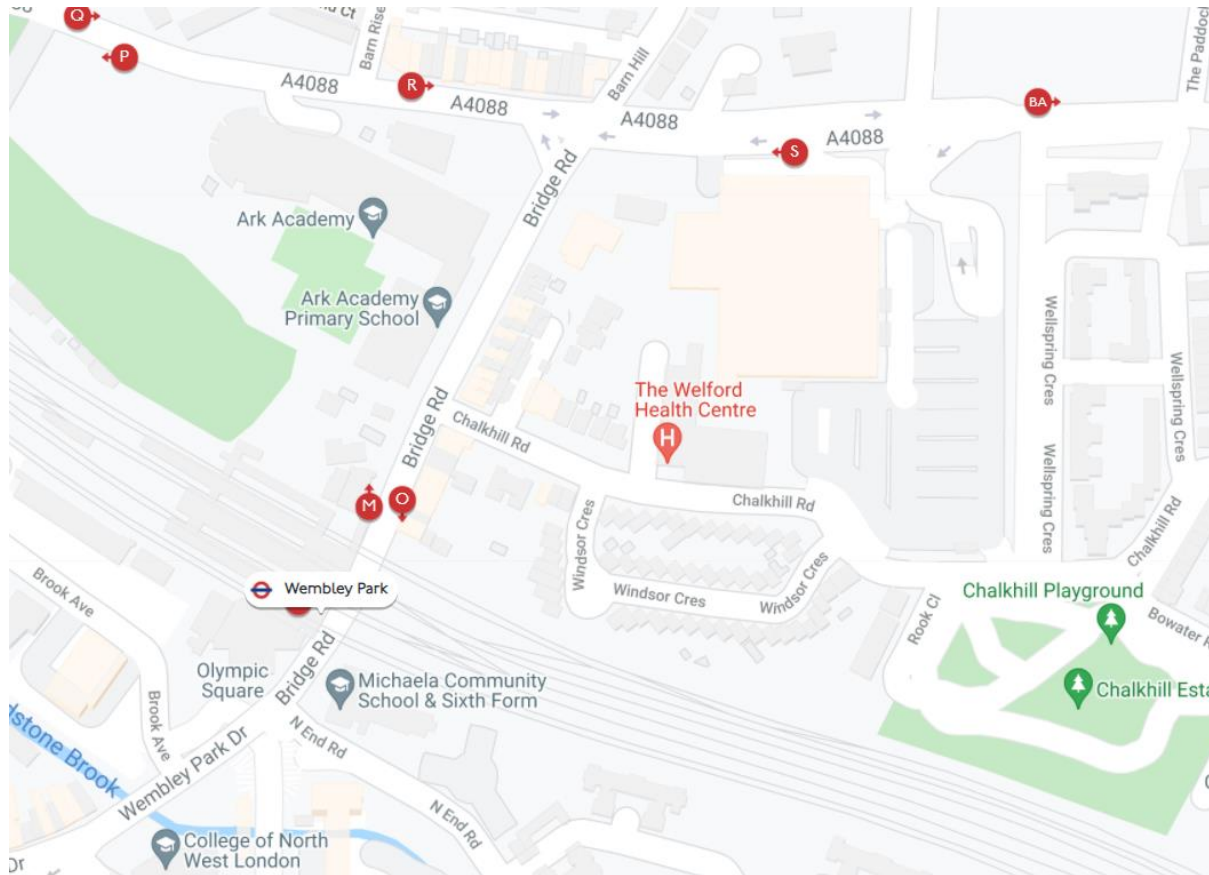 Q
P
Barn Rise
A4088
R
A4088
Barn Hill
A4088
S
A4088
BA
The Paddock
Bridge Rd
Ark Academy
Ark Academy
Primary School
Bridge Rd
Chalkhill Rd
The Welford
Health Centre
H
Wellspring Cres
Wellspring Cres
Wellspring Cres
M
O
Chalkhill Rd
Chalkhill Rd
Windsor Cres
Windsor Cres
Windsor Cres
Brook Ave
Wembley Park
Rook Cl
Chalkhill Playground
Bowater
Chalkhill Esta
Olympic
Square
Bridge Rd
Michaela Community
School & Sixth Form
Brook Ave
N End Rd
dstone Brook
Wembley Park Dr
N End Rd
College of North
West London
Dr